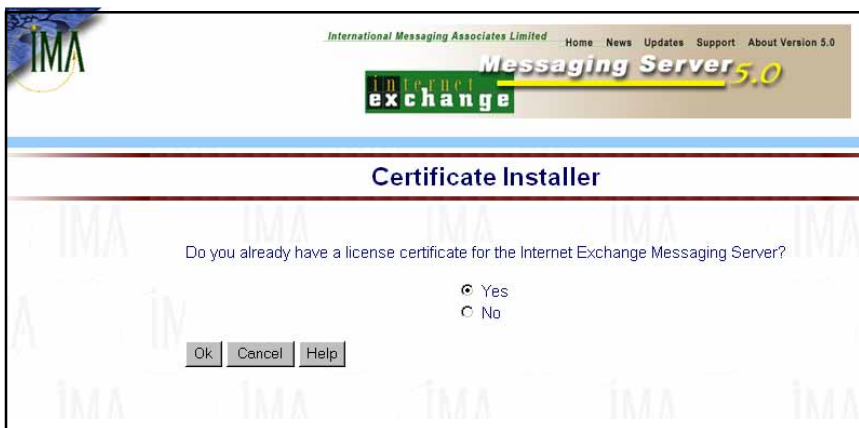 IMA
International Messaging Associates Limited
Home News Updates Support About Version 5.0
Messaging Server 5.0
internet
exchange
Certificate Installer
Do you already have a license certificate for the Internet Exchange Messaging Server?
Yes
No
Ok Cancel Help